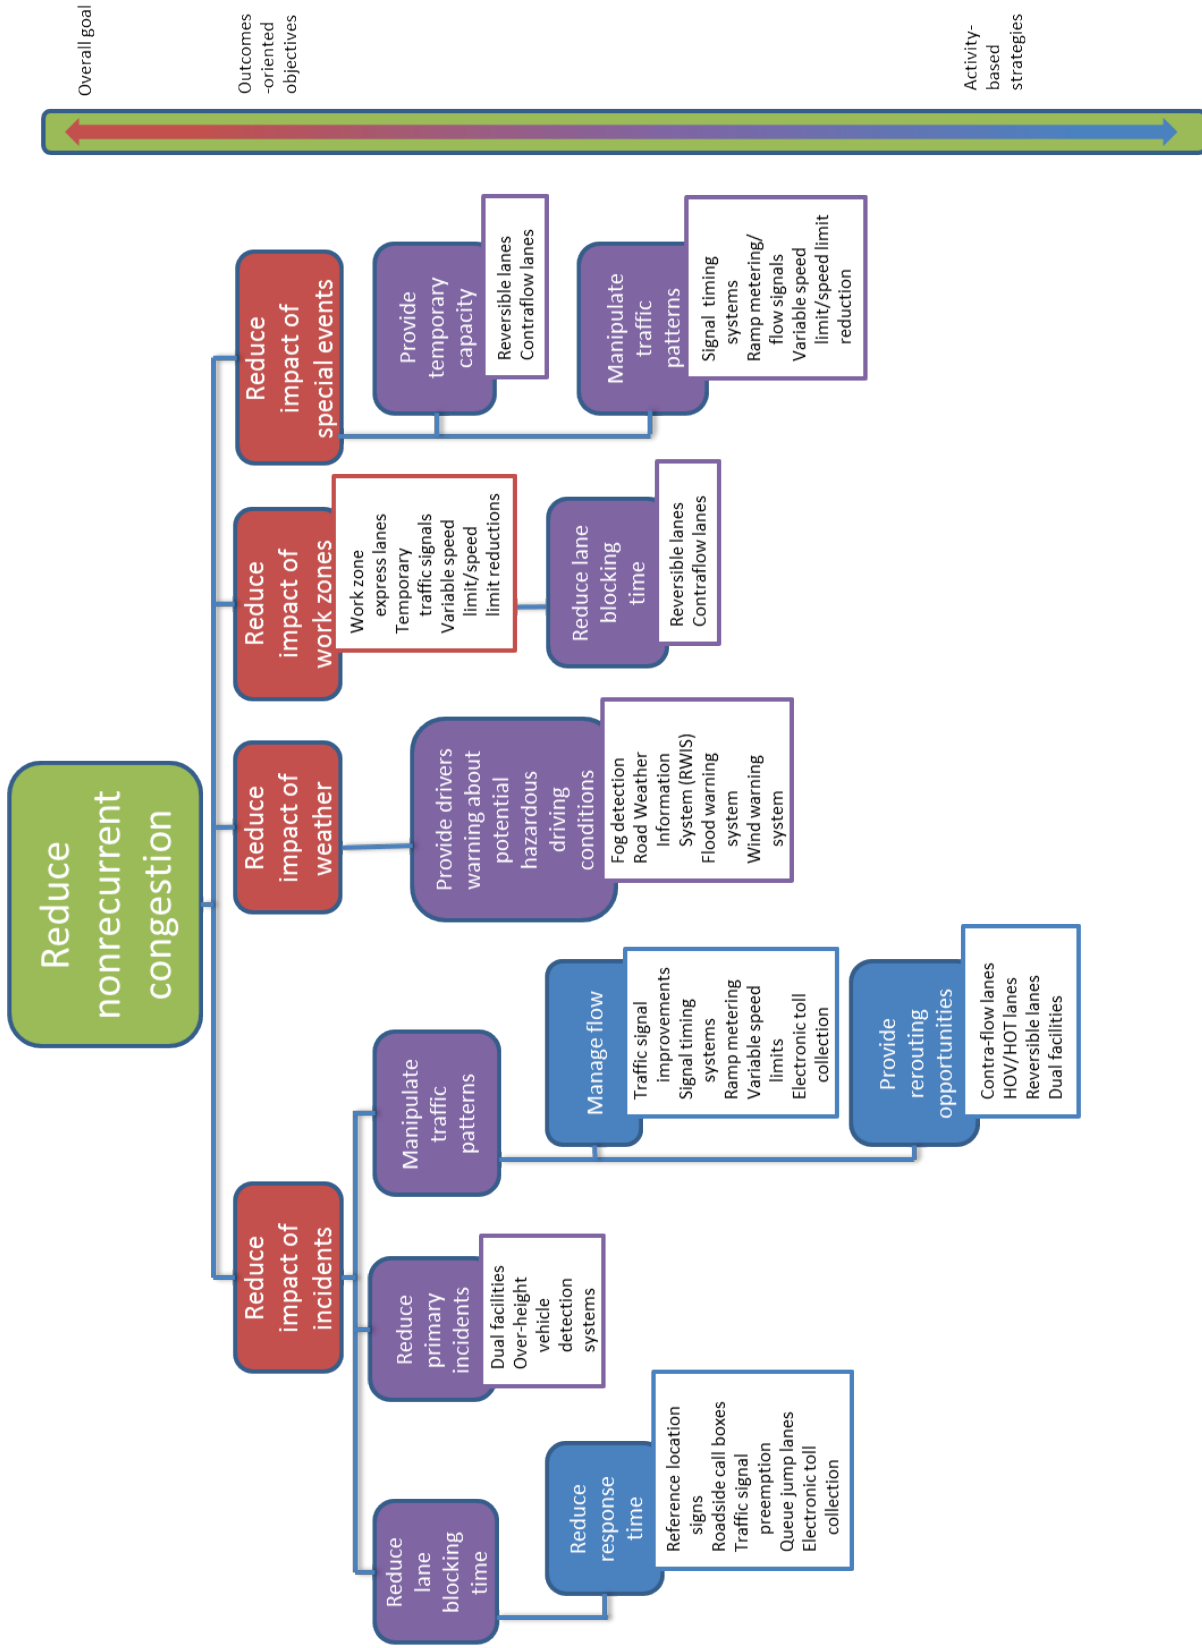 Reduce
nonrecurrent
congestion
Reduce
impact of
incidents
Reduce
lane
blocking
time
Reduce
response
time
Reference location
signs
Roadside call boxes
Traffic signal
preemption
Queue jump lanes
Electronic toll
collection
Reduce
primary
incidents
Dual facilities
Over-height
vehicle
detection
systems
Manipulate
traffic
patterns
Manage flow
Traffic signal
improvements
Signal timing
systems
Ramp metering
Variable speed
limits
Electronic toll
collection
Provide
rerouting
opportunities
Contra-flow lanes
HOV/HOT lanes
Reversible lanes
Dual facilities
Reduce
impact of
weather
Provide drivers
warning about
potential
hazardous
driving
conditions
Fog detection
Road Weather
Information
System (RWIS)
Flood warning
system
Wind warning
system
Reduce
impact of
work zones
Work zone
express lanes
Temporary
traffic signals
Variable speed
limit/speed
limit reductions
Reduce lane
blocking
time
Reversible lanes
Contraflow lanes
Reduce
impact of
special events
Provide
temporary
capacity
Reversible lanes
Contraflow lanes
Manipulate
traffic
patterns
Signal timing
systems
Ramp metering/
flow signals
Variable speed
limit/speed limit
reduction
Overall goal
Outcomes
-oriented
objectives
Activity-
based
strategies